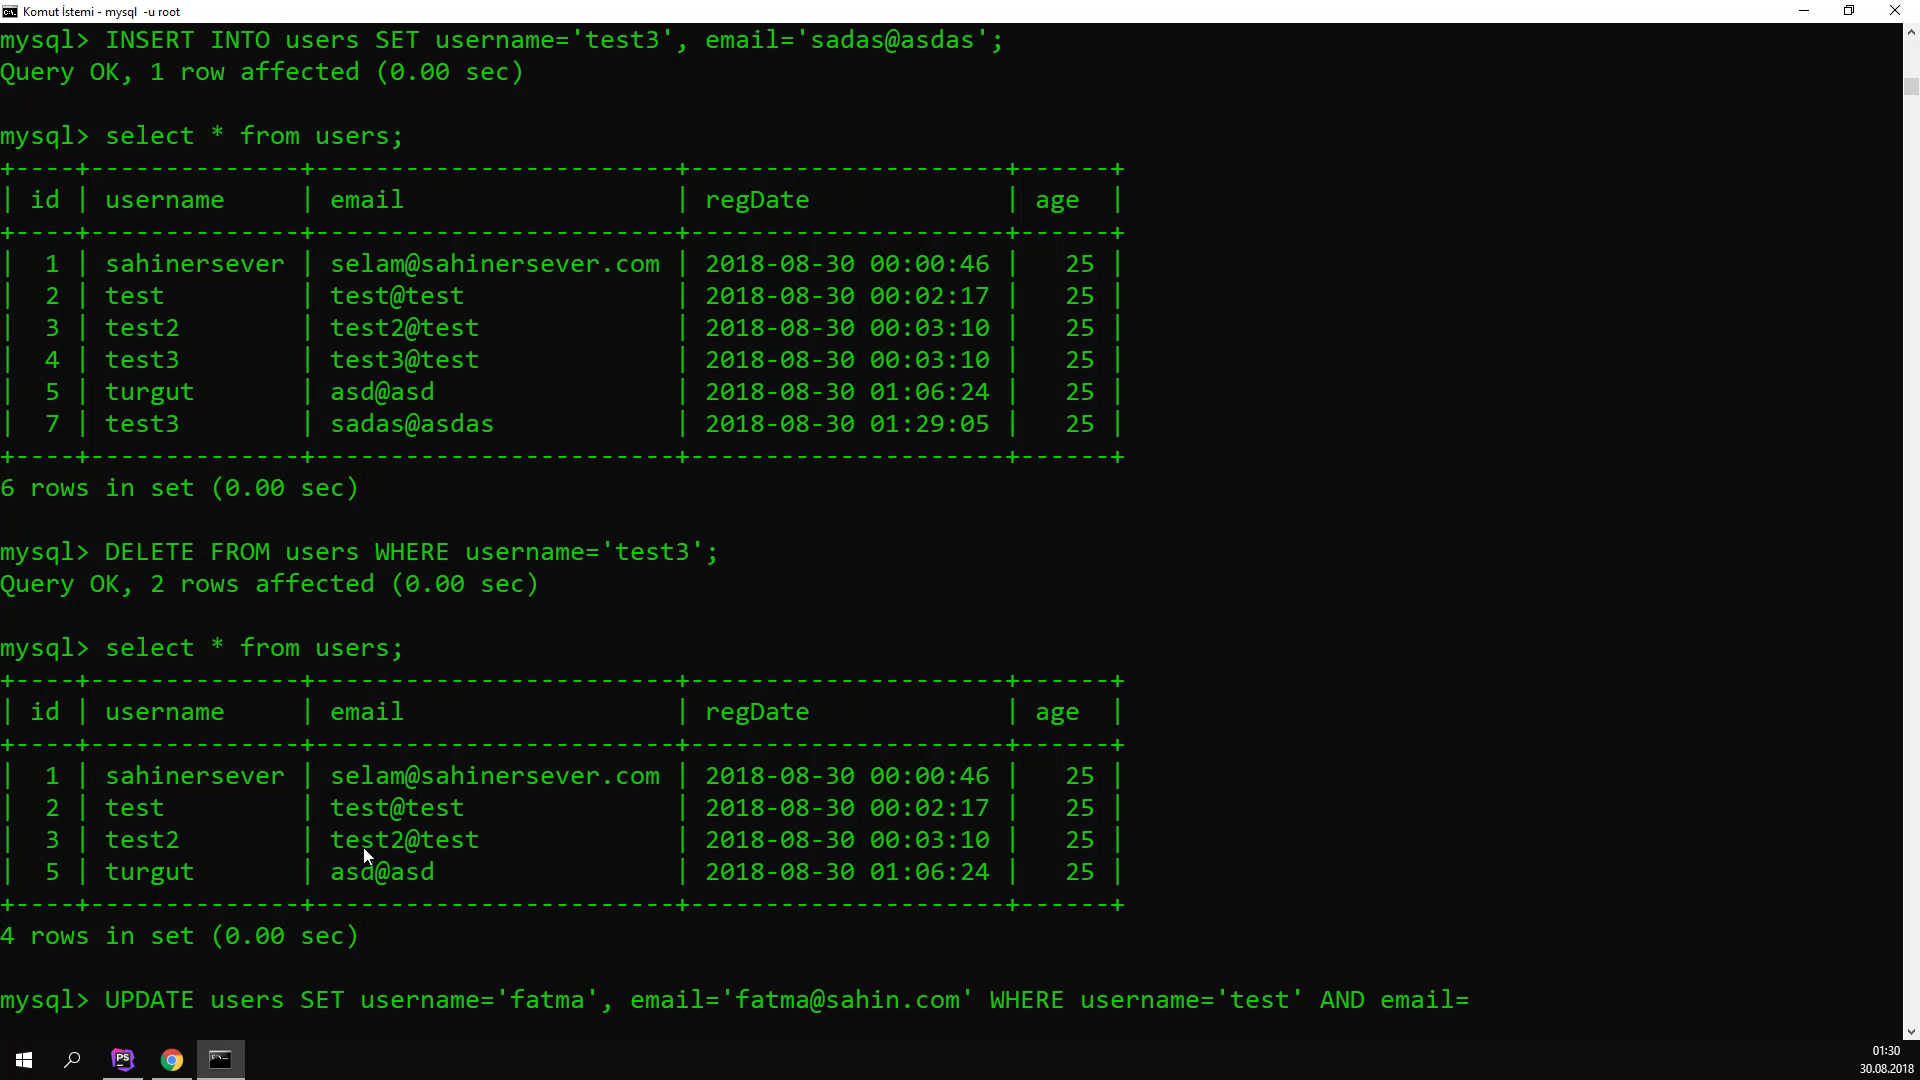 Komut İstemi - mysql  -u root
mysql> INSERT INTO users SET username='test3', email='sadas@asdas';
Query OK, 1 row affected (0.00 sec)
mysql> select * from users;
+----+--------------+------------------------+---------------------+------+
| id | username     | email                  | regDate             | age  |
+----+--------------+------------------------+---------------------+------+
|  1 | sahinersever | selam@sahinersever.com | 2018-08-30 00:00:46 |   25 |
|  2 | test         | test@test              | 2018-08-30 00:02:17 |   25 |
|  3 | test2        | test2@test             | 2018-08-30 00:03:10 |   25 |
|  4 | test3        | test3@test             | 2018-08-30 00:03:10 |   25 |
|  5 | turgut       | asd@asd                | 2018-08-30 01:06:24 |   25 |
|  7 | test3        | sadas@asdas            | 2018-08-30 01:29:05 |   25 |
+----+--------------+------------------------+---------------------+------+
6 rows in set (0.00 sec)
mysql> DELETE FROM users WHERE username='test3';
Query OK, 2 rows affected (0.00 sec)
mysql> select * from users;
+----+--------------+------------------------+---------------------+------+
| id | username     | email                  | regDate             | age  |
+----+--------------+------------------------+---------------------+------+
|  1 | sahinersever | selam@sahinersever.com | 2018-08-30 00:00:46 |   25 |
|  2 | test         | test@test              | 2018-08-30 00:02:17 |   25 |
|  3 | test2        | test2@test             | 2018-08-30 00:03:10 |   25 |
|  5 | turgut       | asd@asd                | 2018-08-30 01:06:24 |   25 |
+----+--------------+------------------------+---------------------+------+
4 rows in set (0.00 sec)
mysql> UPDATE users SET username='fatma', email='fatma@sahin.com' WHERE username='test' AND email=
PS
01:30
30.08.2018